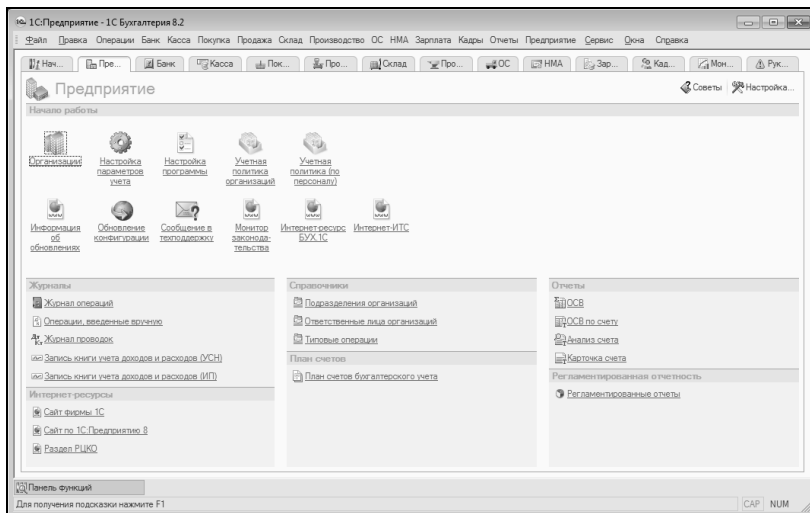 1С:Предприятие - 1С Бухгалтерия 8.2
Файл Правка Операции Банк Касса Покупка Продажа Склад Производство ОС НМА Зарплата Кадры Отчеты Предприятие Сервис Окна Справка
Нач... Пре... Банк Касса Пок... Про... Склад Про... ОС НМА Зар... Кад... Мон... Рук...
Предприятие
Советы Настройка...
Начало работы
Организации Настройка параметров учета Настройка программы Учетная политика организаций Учетная политика (по персоналу)
Информация об обновлениях Обновление конфигурации Сообщение в техподдержку Монитор законода-тельства Интернет-ресурс БУХ.1С Интернет-ИТС
Журналы
Журнал операций
Операции, введенные вручную
Журнал проводок
Запись книги учета доходов и расходов (УСН)
Запись книги учета доходов и расходов (ИП)
Интернет-ресурсы
Сайт фирмы 1С
Сайт по 1С:Предприятию 8
Раздел РЦКО
Справочники
Подразделения организаций
Ответственные лица организаций
Типовые операции
План счетов
План счетов бухгалтерского учета
Отчеты
ОСВ
ОСВ по счету
Анализ счета
Карточка счета
Регламентированная отчетность
Регламентированные отчеты
Панель функций
Для получения подсказки нажмите F1
CAP NUM